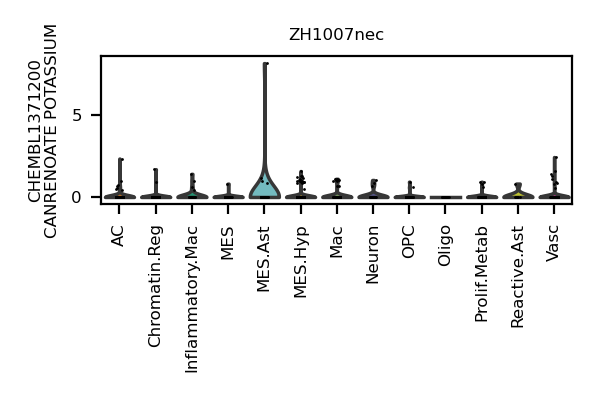 ZH1007nec
CHEMBL1371200
CANRENOATE POTASSIUM
5
0
AC
Chromatin.Reg
Inflammatory.Mac
MES
MES.Ast
MES.Hyp
Mac
Neuron
OPC
Oligo
Prolif.Metab
Reactive.Ast
Vasc